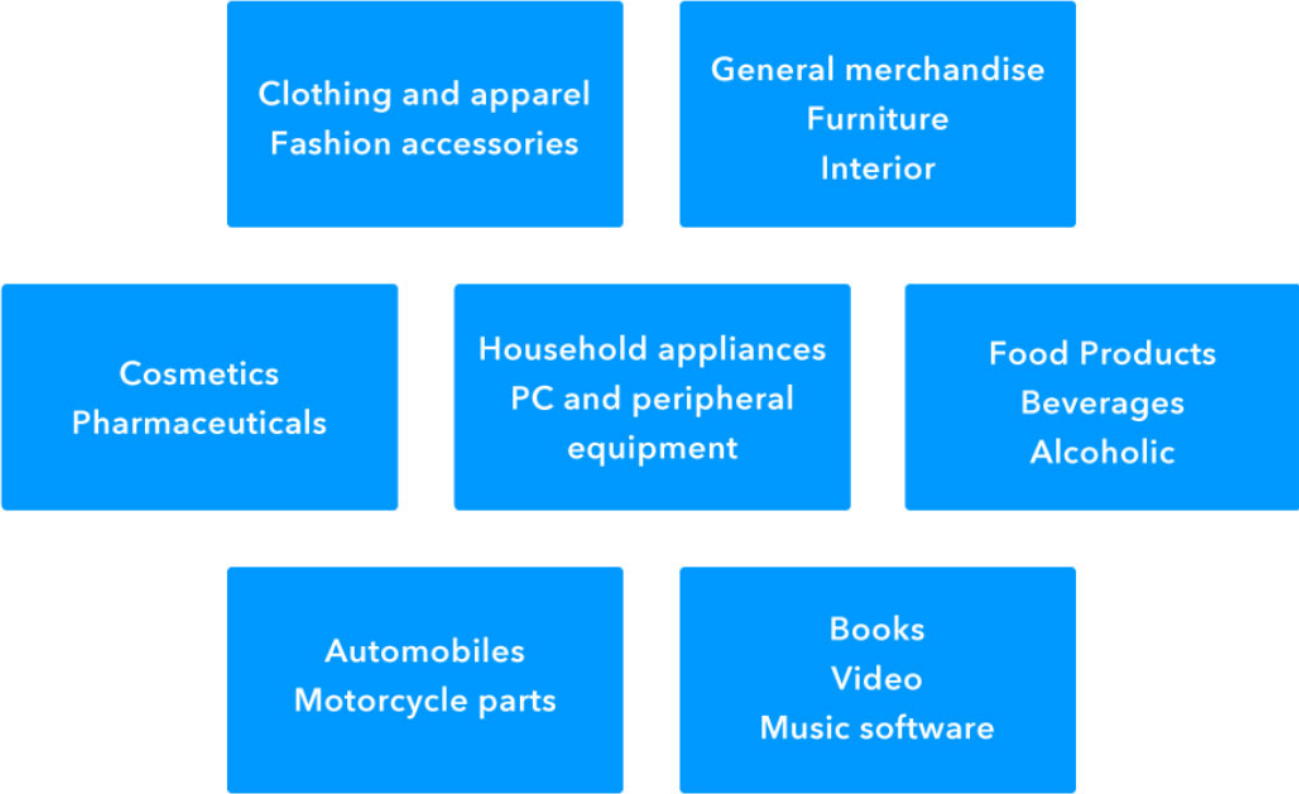 Clothing and apparel
Fashion accessories
General merchandise
Furniture
Interior
Cosmetics
Pharmaceuticals
Household appliances
PC and peripheral
equipment
Food Products
Beverages
Alcoholic
Automobiles
Motorcycle parts
Books
Video
Music software